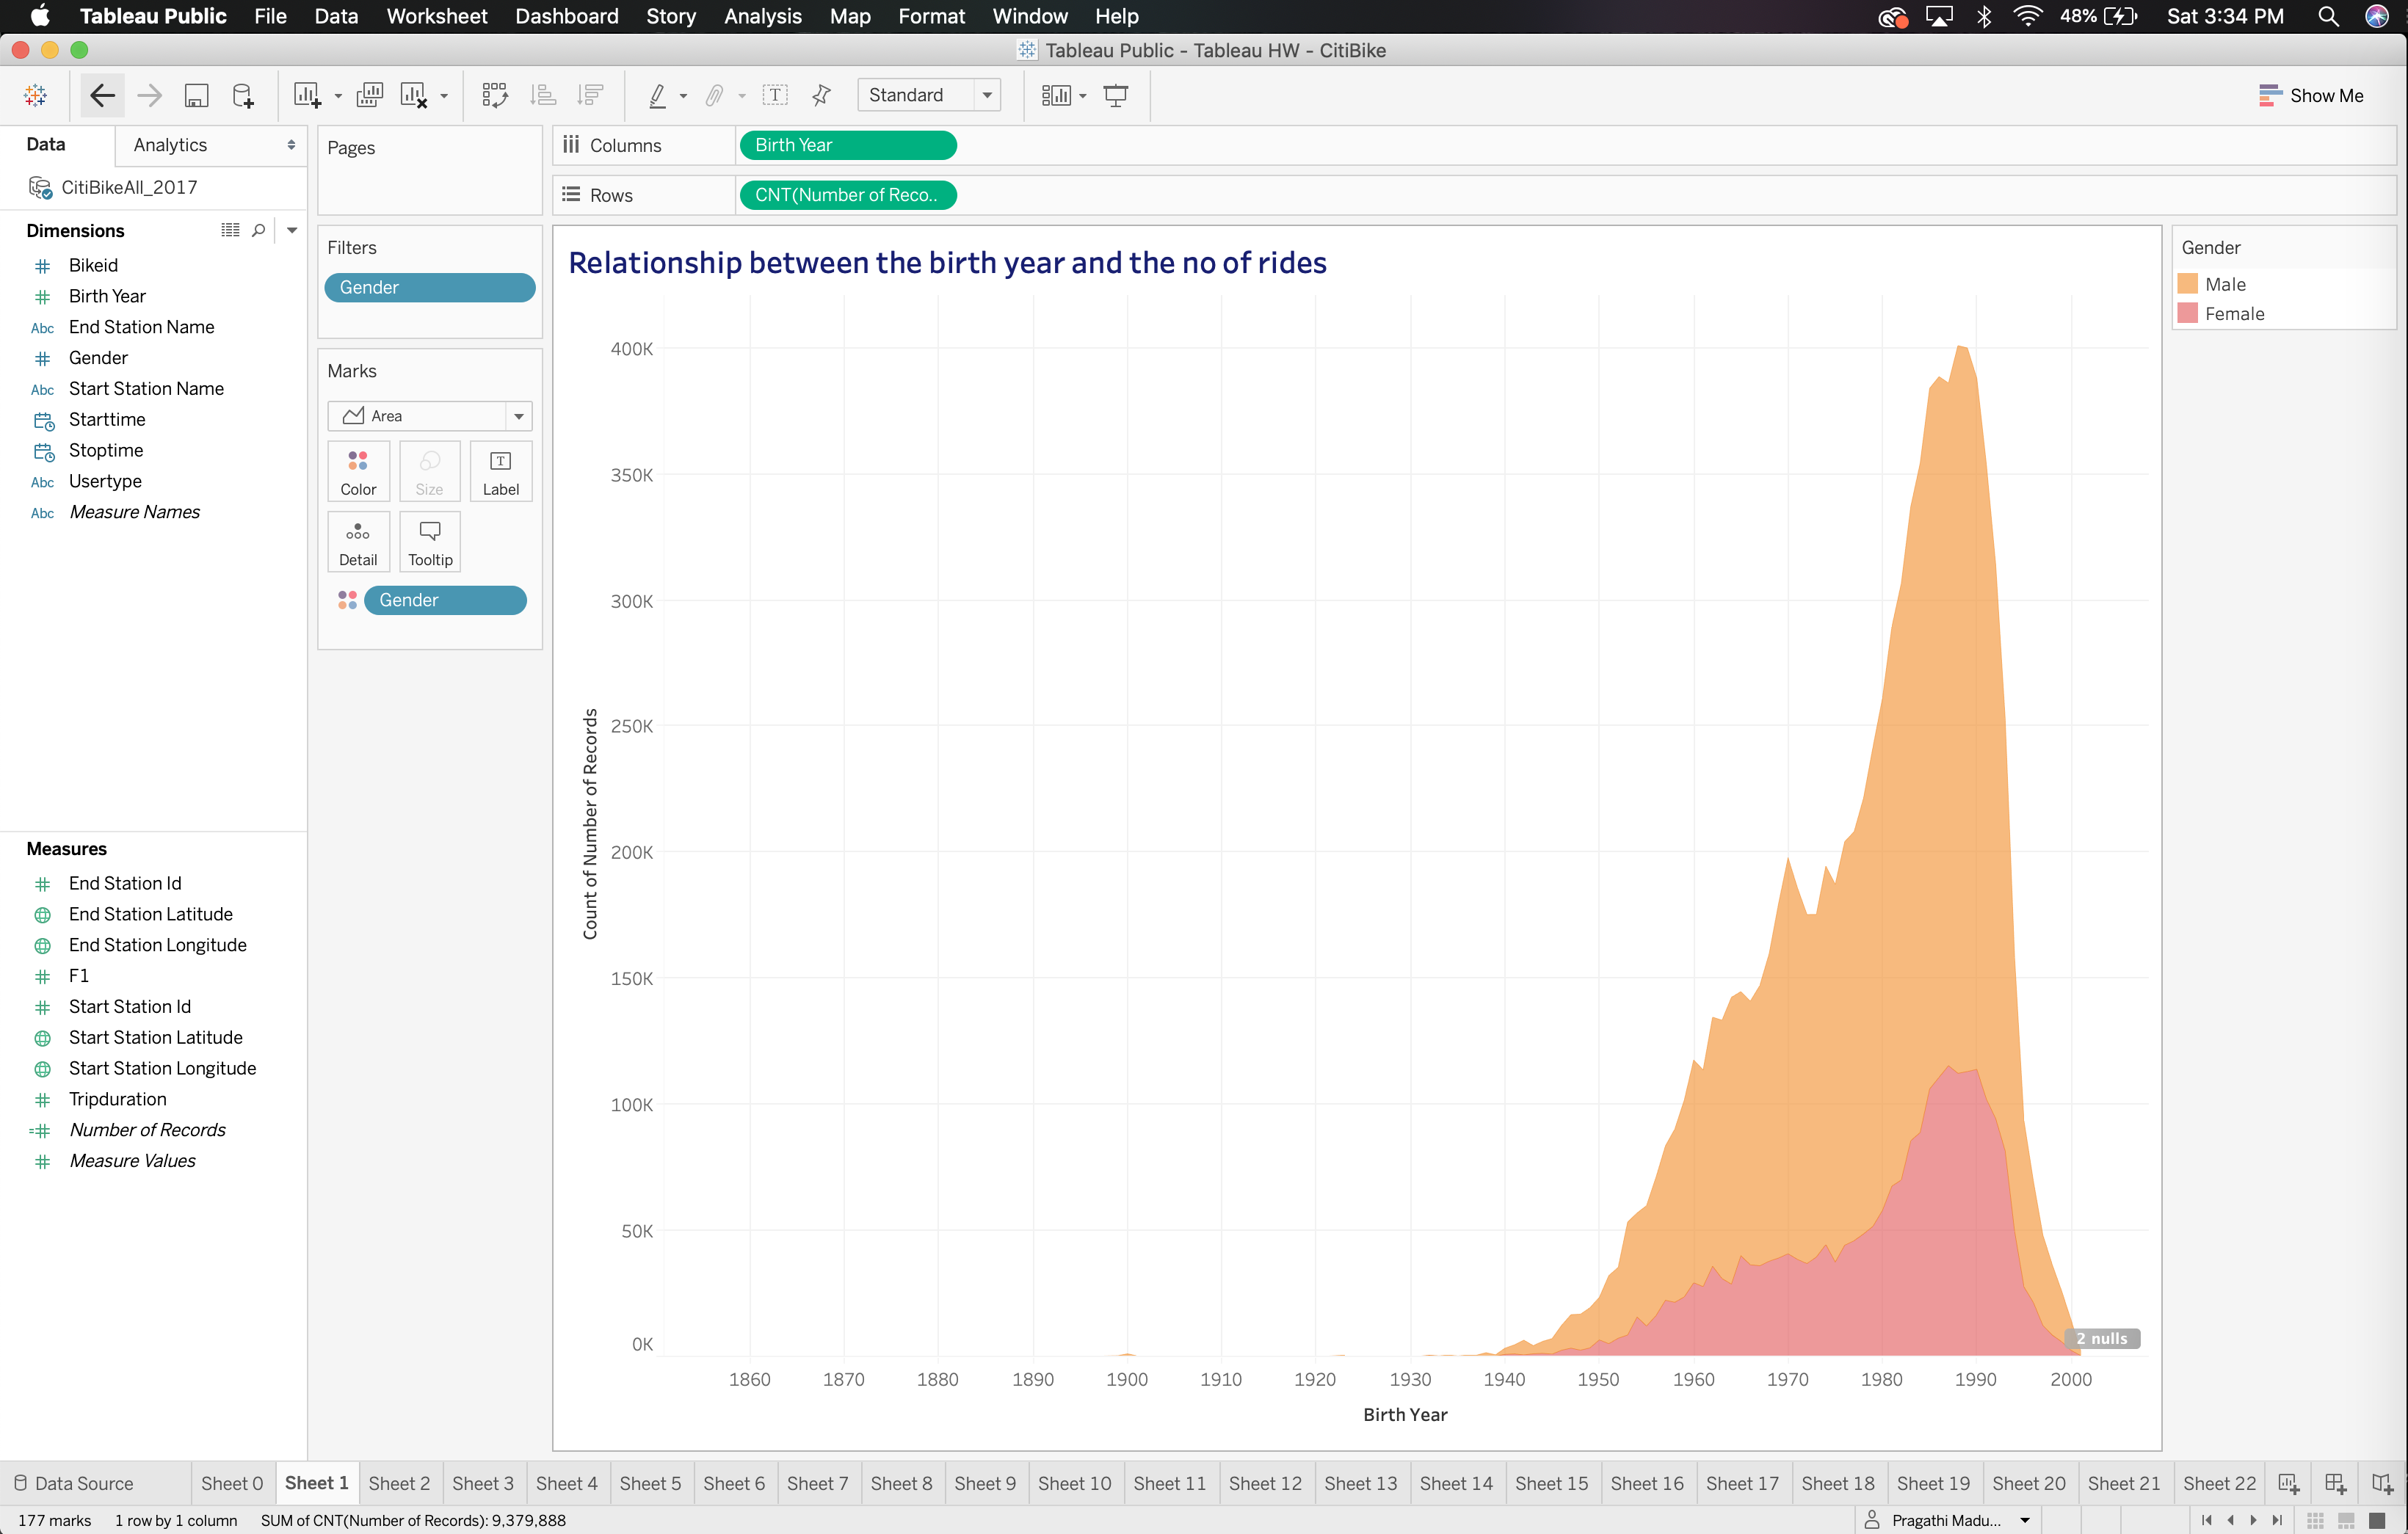 Tableau Public File Data Worksheet Dashboard Story Analysis Map Format Window Help 48% Sat 3:34 PM
Tableau Public - Tableau HW - CitiBike
Standard Show Me
Data Analytics
CitiBikeAll_2017
Dimensions
Bikeid
Birth Year
Abc End Station Name
Gender
Abc Start Station Name
Starttime
Stoptime
Abc Usertype
Abc Measure Names
Measures
End Station Id
End Station Latitude
End Station Longitude
F1
Start Station Id
Start Station Latitude
Start Station Longitude
Tripduration
Number of Records
Measure Values
Pages
Filters
Gender
Marks
Area
Color Size Label
Detail Tooltip
Gender
Columns Birth Year
Rows CNT(Number of Reco..
Relationship between the birth year and the no of rides
400K
350K
300K
250K
200K
150K
100K
50K
0K
Count of Number of Records
2 nulls
1860 1870 1880 1890 1900 1910 1920 1930 1940 1950 1960 1970 1980 1990 2000
Birth Year
Gender
Male
Female
Data Source Sheet 0 Sheet 1 Sheet 2 Sheet 3 Sheet 4 Sheet 5 Sheet 6 Sheet 7 Sheet 8 Sheet 9 Sheet 10 Sheet 11 Sheet 12 Sheet 13 Sheet 14 Sheet 15 Sheet 16 Sheet 17 Sheet 18 Sheet 19 Sheet 20 Sheet 21 Sheet 22
177 marks 1 row by 1 column SUM of CNT(Number of Records): 9,379,888 Pragathi Madu...